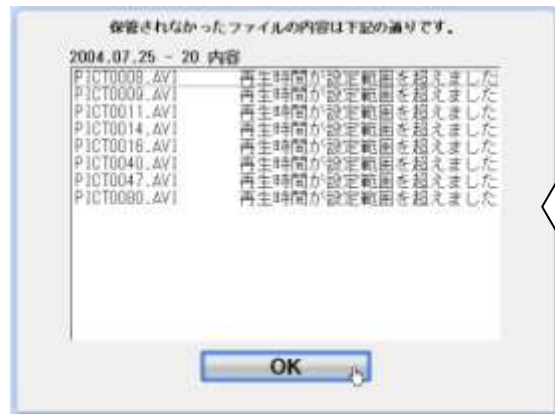 保管されなかったファイルの内容は下記の通りです。
2004.07.25 - 20 内容
PICT0008.AVI 再生時間が設定範囲を超えました
PICT0009.AVI 再生時間が設定範囲を超えました
PICT0011.AVI 再生時間が設定範囲を超えました
PICT0014.AVI 再生時間が設定範囲を超えました
PICT0016.AVI 再生時間が設定範囲を超えました
PICT0040.AVI 再生時間が設定範囲を超えました
PICT0047.AVI 再生時間が設定範囲を超えました
PICT0080.AVI 再生時間が設定範囲を超えました
OK